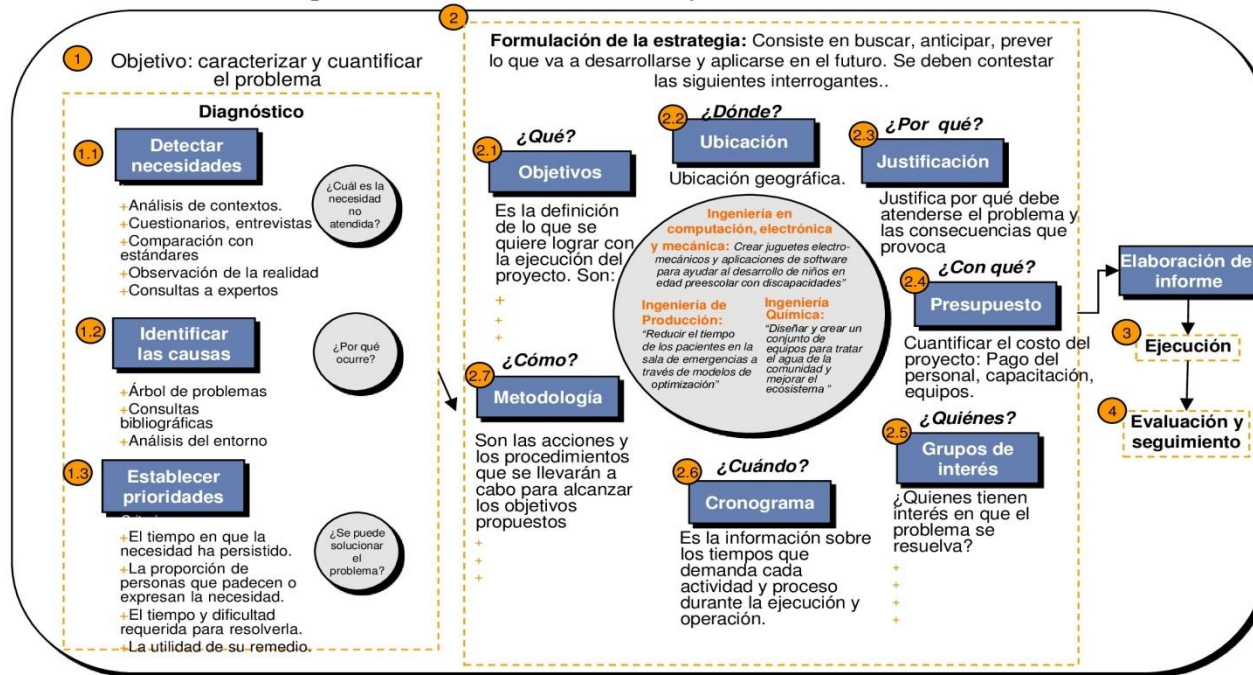 1
Objetivo: caracterizar y cuantificar
el problema
Diagnóstico
1.1
Detectar
necesidades
+Análisis de contextos.
+Cuestionarios, entrevistas
+Comparación con
estándares
+Observación de la realidad
+Consultas a expertos
¿Cuál es la
necesidad
no
atendida?
1.2
Identificar
las causas
+Árbol de problemas
+Consultas
bibliográficas
+Análisis del entorno
¿Por qué
ocurre?
1.3
Establecer
prioridades
+El tiempo en que la
necesidad ha persistido.
+La proporción de
personas que padecen o
expresan la necesidad.
+El tiempo y dificultad
requerida para resolverla.
+La utilidad de su remedio.
¿Se puede
solucionar
el
problema?
2
Formulación de la estrategia: Consiste en buscar, anticipar, prever
lo que va a desarrollarse y aplicarse en el futuro. Se deben contestar
las siguientes interrogantes..
2.1
¿Qué?
Objetivos
Es la definición
de lo que se
quiere lograr con
la ejecución del
proyecto. Son:
+
+
+
2.2
¿Dónde?
Ubicación
Ubicación geográfica.
2.3
¿Por qué?
Justificación
Justifica por qué debe
atenderse el problema y
las consecuencias que
provoca
Ingeniería en
computación, electrónica
y mecánica: Crear juguetes electro-
mecánicos y aplicaciones de software
para ayudar al desarrollo de niños en
edad preescolar con discapacidades”
Ingeniería de
Producción:
“Reducir el tiempo
de los pacientes en la
sala de emergencias a
través de modelos de
optimización”
Ingeniería
Química:
“Diseñar y crear un
conjunto de
equipos para tratar
el agua de la
comunidad y
mejorar el
ecosistema ”
2.4
¿Con qué?
Presupuesto
Cuantificar el costo del
proyecto: Pago del
personal, capacitación,
equipos.
2.5
¿Quiénes?
Grupos de
interés
¿Quienes tienen
interés en que el
problema se
resuelva?
+
+
+
+
2.6
¿Cuándo?
Cronograma
Es la información sobre
los tiempos que
demanda cada
actividad y proceso
durante la ejecución y
operación.
2.7
¿Cómo?
Metodología
Son las acciones y
los procedimientos
que se llevarán a
cabo para alcanzar
los objetivos
propuestos
+
+
+
Elaboración de
informe
3
Ejecución
4
Evaluación y
seguimiento